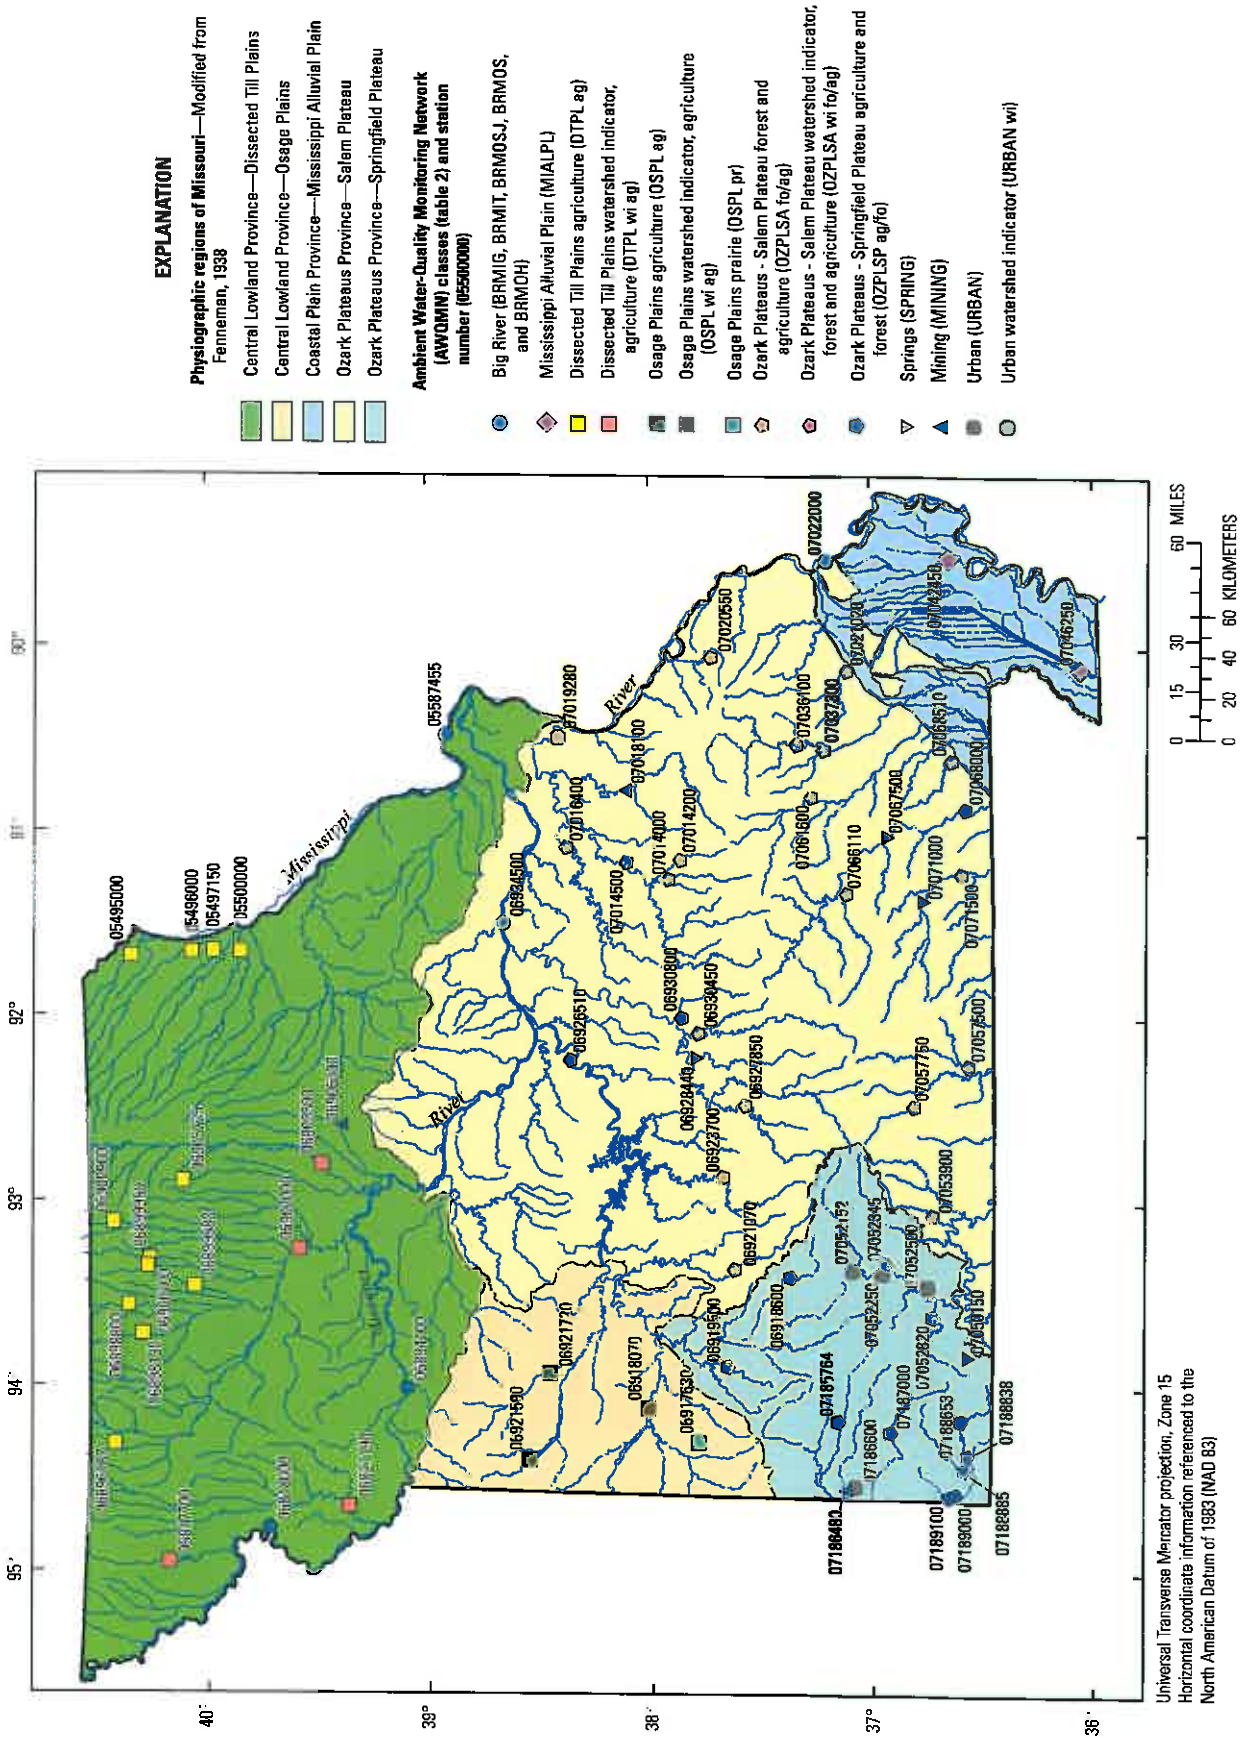 EXPLANATION
Physiographic regions of Missouri—Modified from
Fenneman, 1938
Central Lowland Province—Dissected Till Plains
Central Lowland Province—Osage Plains
Coastal Plain Province—Mississippi Alluvial Plain
Ozark Plateaus Province—Salem Plateau
Ozark Plateaus Province—Springfield Plateau
Ambient Water-Quality Monitoring Network
(AWQMN) classes (table 2) and station
number (05500000)
Big River (BRMIG, BRMIT, BRMOSJ, BRMOS,
and BRMOH)
Mississippi Alluvial Plain (MIALPL)
Dissected Till Plains agriculture (DTPL ag)
Dissected Till Plains watershed indicator,
agriculture (DTPL wi ag)
Osage Plains agriculture (OSPL ag)
Osage Plains watershed indicator, agriculture
(OSPL wi ag)
Osage Plains prairie (OSPL pr)
Ozark Plateaus - Salem Plateau forest and
agriculture (OZPLSA fo/ag)
Ozark Plateaus - Salem Plateau watershed indicator,
forest and agriculture (OZPLSA wi fo/ag)
Ozark Plateaus - Springfield Plateau agriculture and
forest (OZPLSP ag/fo)
Springs (SPRING)
Mining (MINING)
Urban (URBAN)
Urban watershed indicator (URBAN wi)
95°
94°
93°
92°
91°
90°
40°
39°
38°
37°
36°
Mississippi
River
River
05495000
05496000
05497150
05500000
05587455
06934500
07019280
07016400
07018100
07020550
07014500
07014000
07014200
07022000
07021020
07036100
07037300
07042450
07046250
07068510
07068000
07061600
07066110
07067500
07071000
07071500
06926510
06930800
06930450
06928440
06927850
06923700
07057500
07057750
07053900
06921070
06918600
06919500
06921720
06921590
06918070
06917630
07052152
07052345
07052250
07052500
07052820
07050150
07185764
07186600
07187000
07188653
07188838
07186480
07189100
07189000
07188885
0 15 30 60 MILES
0 20 40 60 KILOMETERS
Universal Transverse Mercator projection, Zone 15
Horizontal coordinate information referenced to the
North American Datum of 1983 (NAD 83)